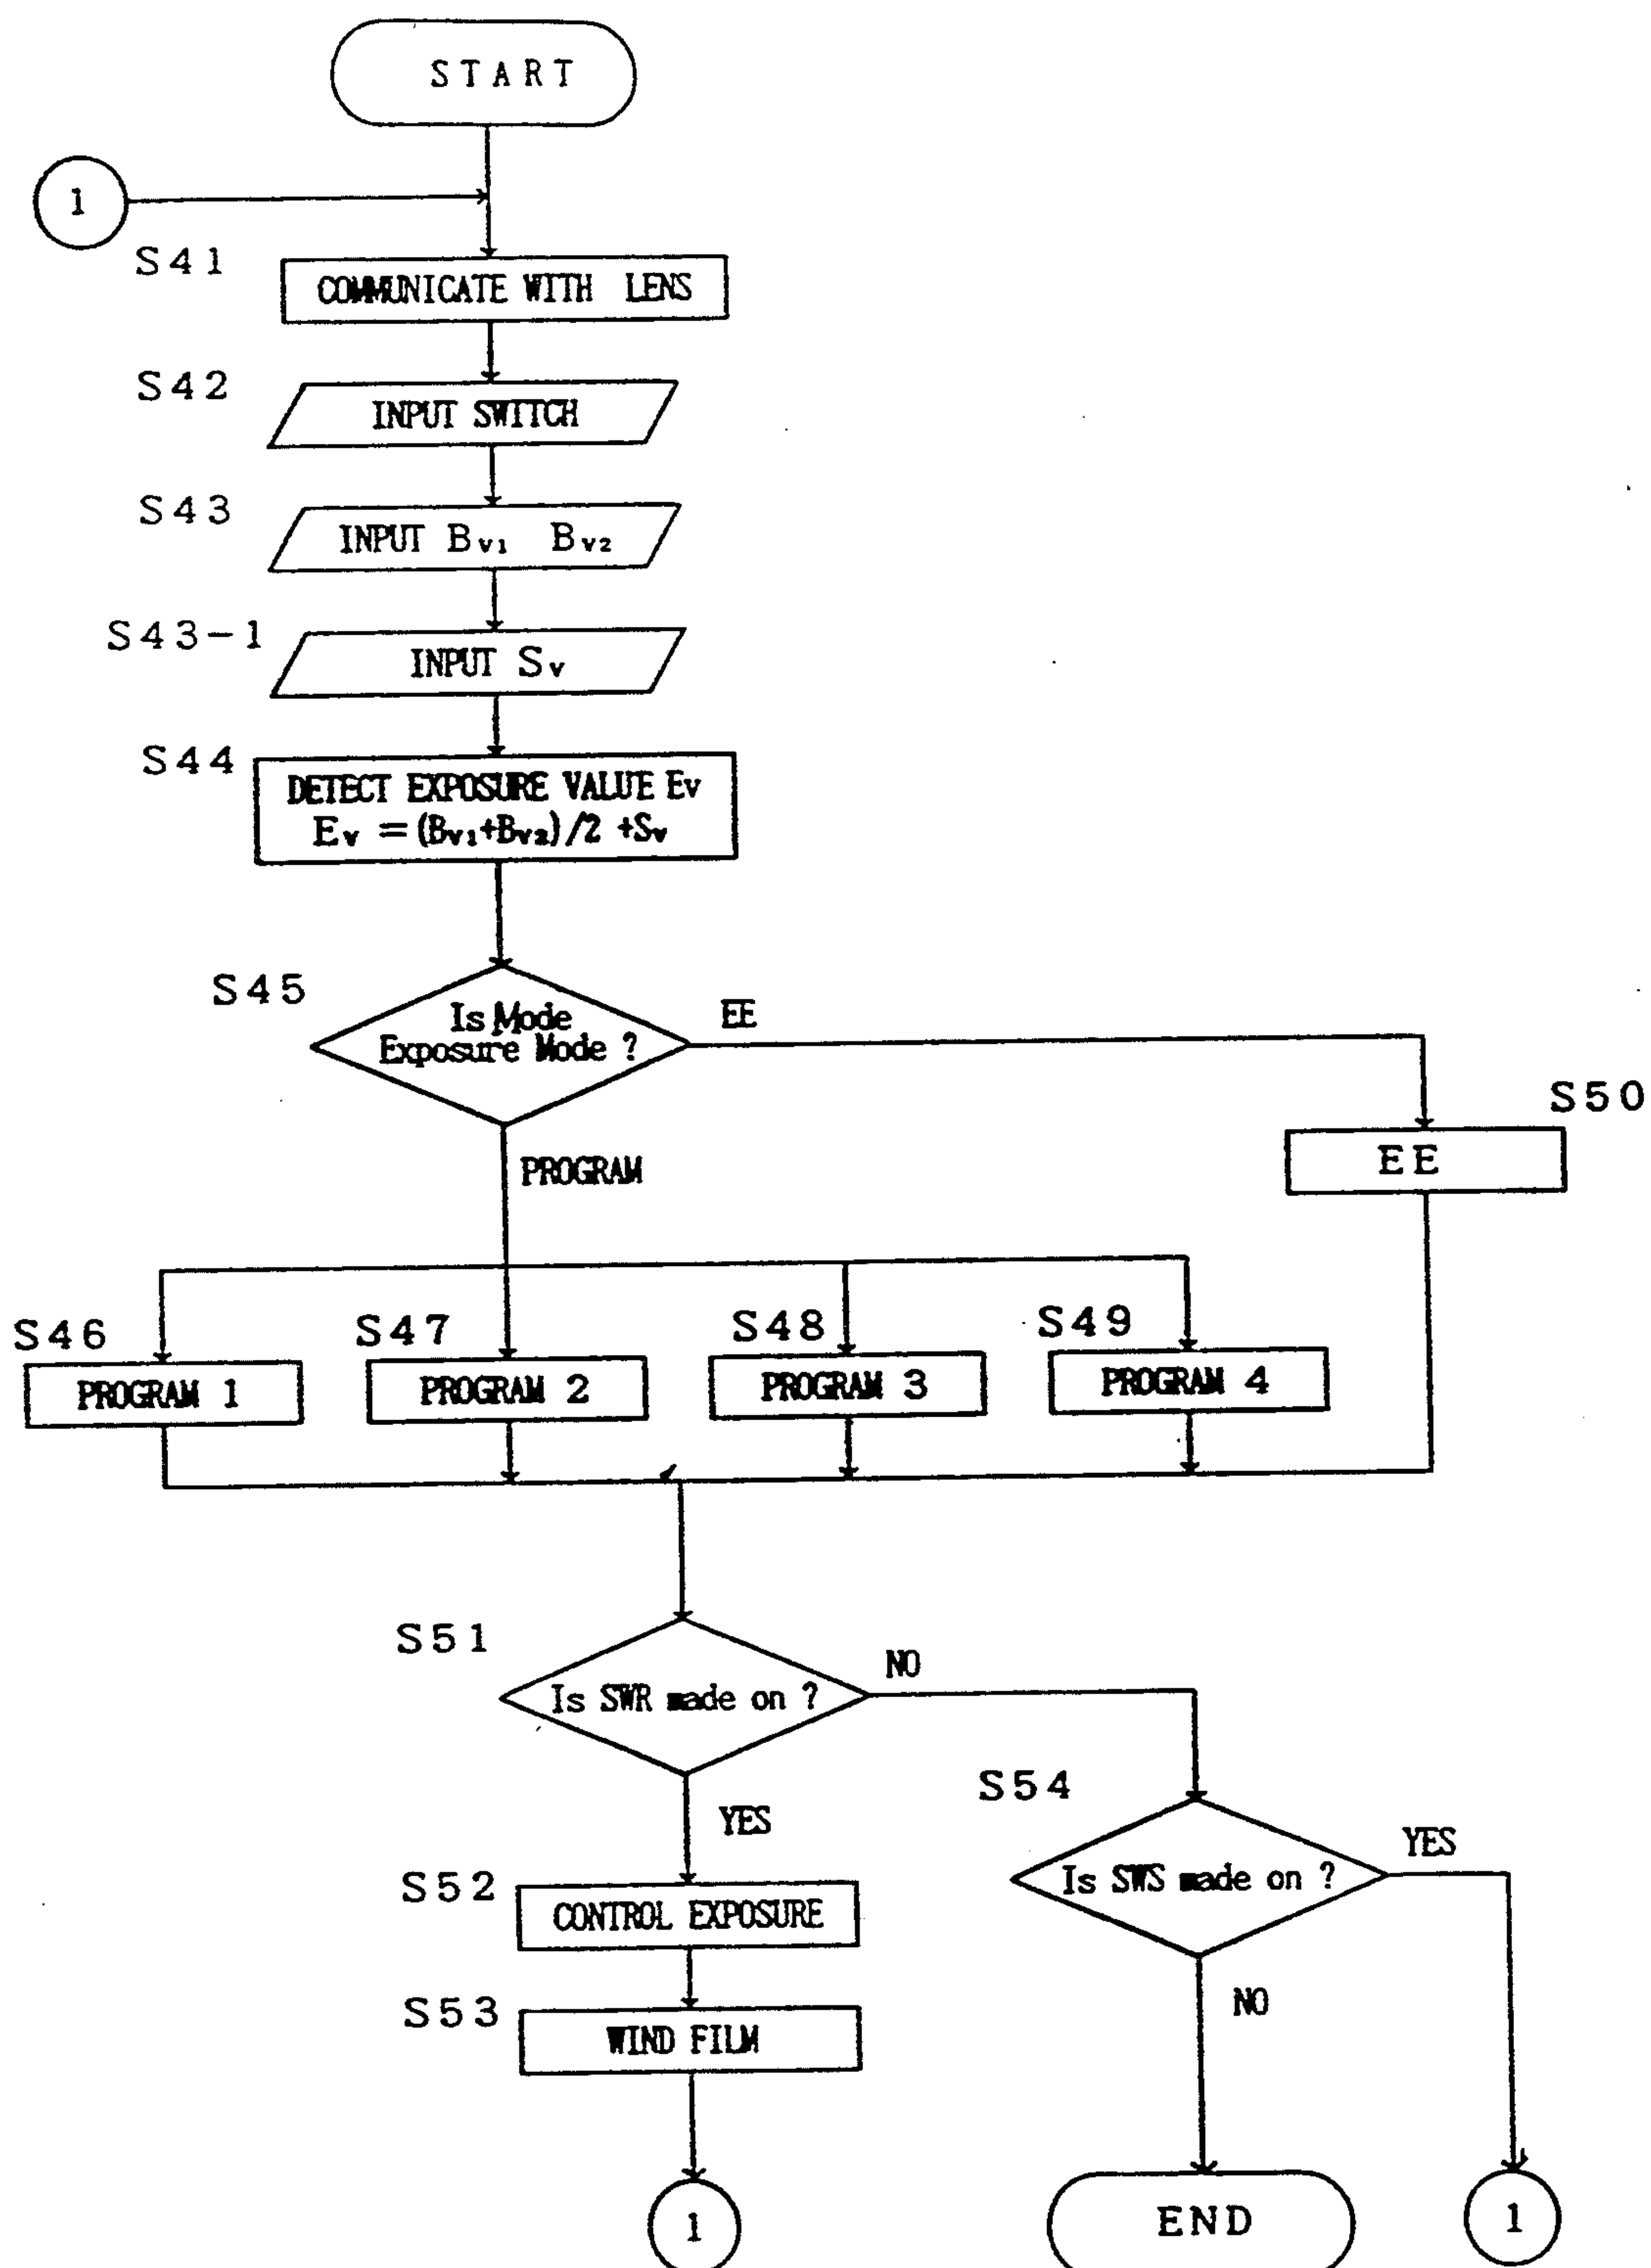 START
1
S41
COMMUNICATE WITH LENS
S42
INPUT SWITCH
S43
INPUT Bv1 Bv2
S43-1
INPUT Sv
S44
DETECT EXPOSURE VALUE Ev
Ev = (Bv1+Bv2)/2 +Sv
S45
Is Mode
Exposure Mode ?
EE
S50
EE
PROGRAM
S46
PROGRAM 1
S47
PROGRAM 2
S48
PROGRAM 3
S49
PROGRAM 4
S51
Is SWR made on ?
NO
YES
S54
Is SWS made on ?
YES
S52
CONTROL EXPOSURE
S53
WIND FILM
NO
1
END
1